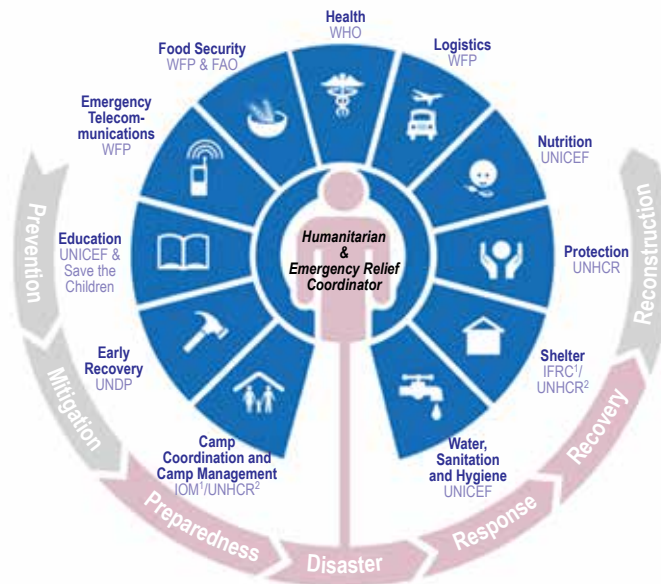 Health
WHO
Logistics
WFP
Nutrition
UNICEF
Protection
UNHCR
Shelter
IFRC¹/
UNHCR²
Water,
Sanitation
and Hygiene
UNICEF
Camp
Coordination and
Camp Management
IOM¹/UNHCR²
Early
Recovery
UNDP
Education
UNICEF &
Save the
Children
Emergency
Telecom-
munications
WFP
Food Security
WFP & FAO
Humanitarian
&
Emergency Relief
Coordinator
Prevention
Mitigation
Preparedness
Disaster
Response
Recovery
Reconstruction